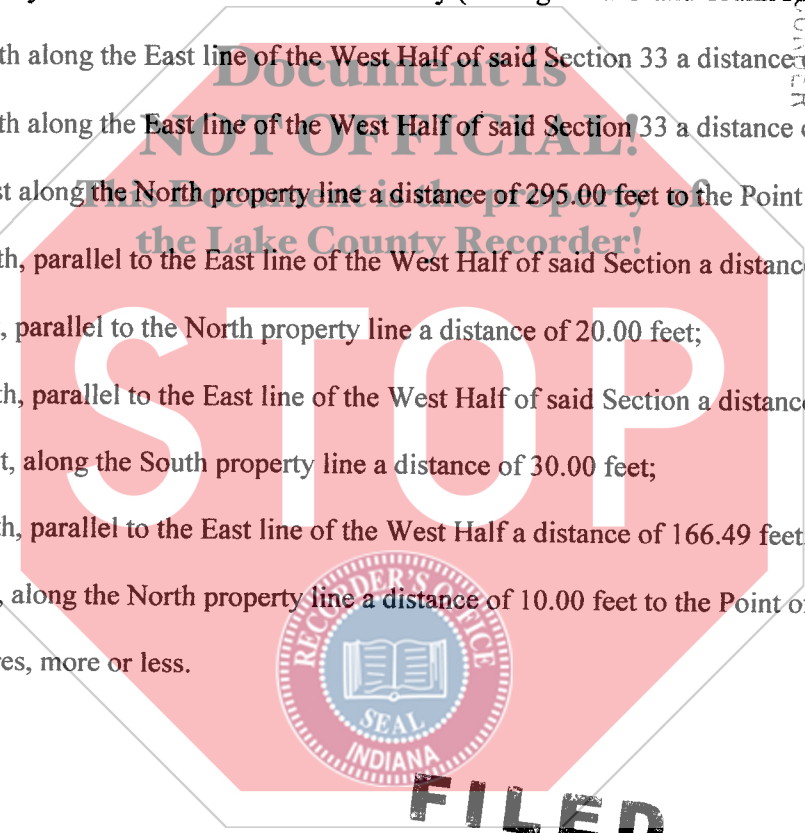 th along the East line of the West Half of said Section 33 a distance
Document is
th along the East line of the West Half of said Section 33 a distance
NOT OFFICIAL!
st along the North property line a distance of 295.00 feet to the Point
This Document is the property of
the Lake County Recorder!
th, parallel to the East line of the West Half of said Section a distance
, parallel to the North property line a distance of 20.00 feet;
STOP
th, parallel to the East line of the West Half of said Section a distance
t, along the South property line a distance of 30.00 feet;
th, parallel to the East line of the West Half a distance of 166.49 feet
, along the North property line a distance of 10.00 feet to the Point of
RECORDER'S OFFICE
es, more or less.
SEAL
INDIANA
FILED